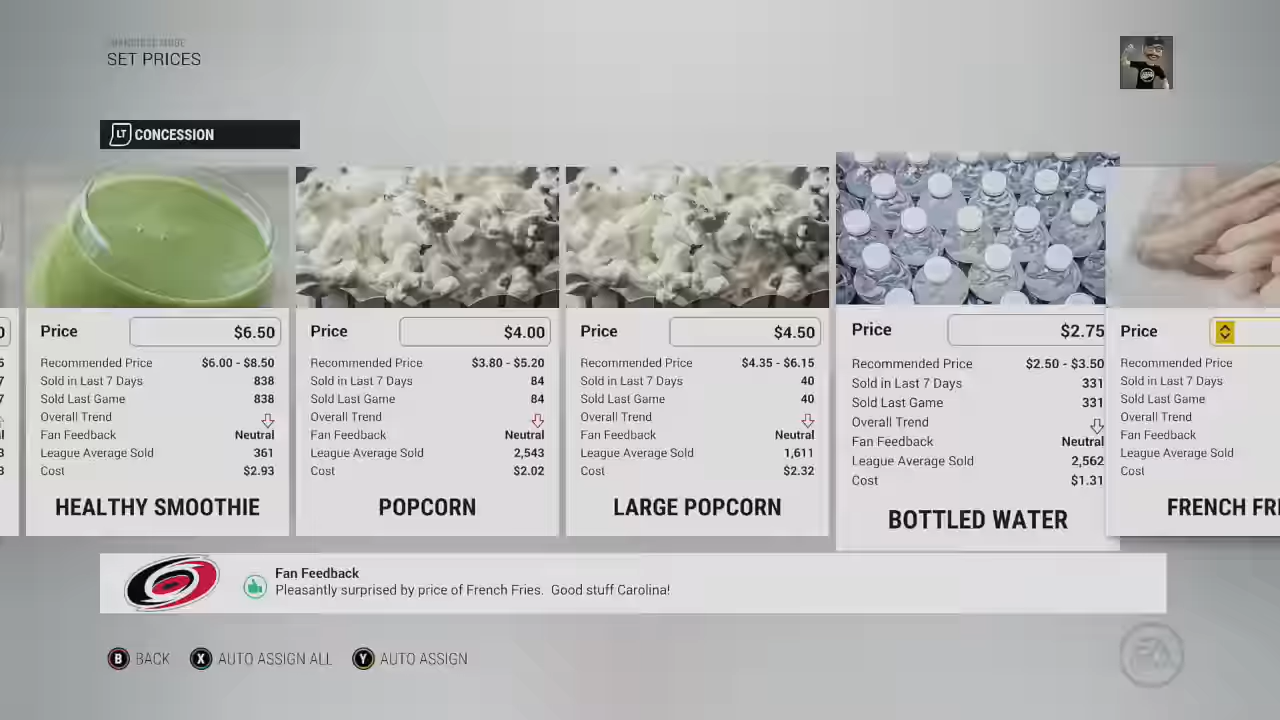 FRANCHISE MODE
SET PRICES
LT CONCESSION
Price $6.50
Recommended Price $6.00 - $8.50
Sold in Last 7 Days 838
Sold Last Game 838
Overall Trend
Fan Feedback Neutral
League Average Sold 361
Cost $2.93
HEALTHY SMOOTHIE
Price $4.00
Recommended Price $3.80 - $5.20
Sold in Last 7 Days 84
Sold Last Game 84
Overall Trend
Fan Feedback Neutral
League Average Sold 2,543
Cost $2.02
POPCORN
Price $4.50
Recommended Price $4.35 - $6.15
Sold in Last 7 Days 40
Sold Last Game 40
Overall Trend
Fan Feedback Neutral
League Average Sold 1,611
Cost $2.32
LARGE POPCORN
Price $2.75
Recommended Price $2.50 - $3.50
Sold in Last 7 Days 331
Sold Last Game 331
Overall Trend
Fan Feedback Neutral
League Average Sold 2,562
Cost $1.31
BOTTLED WATER
Price
Recommended Price
Sold in Last 7 Days
Sold Last Game
Overall Trend
Fan Feedback
League Average Sold
Cost
FRENCH FRI
Fan Feedback
Pleasantly surprised by price of French Fries. Good stuff Carolina!
B BACK X AUTO ASSIGN ALL Y AUTO ASSIGN
EA